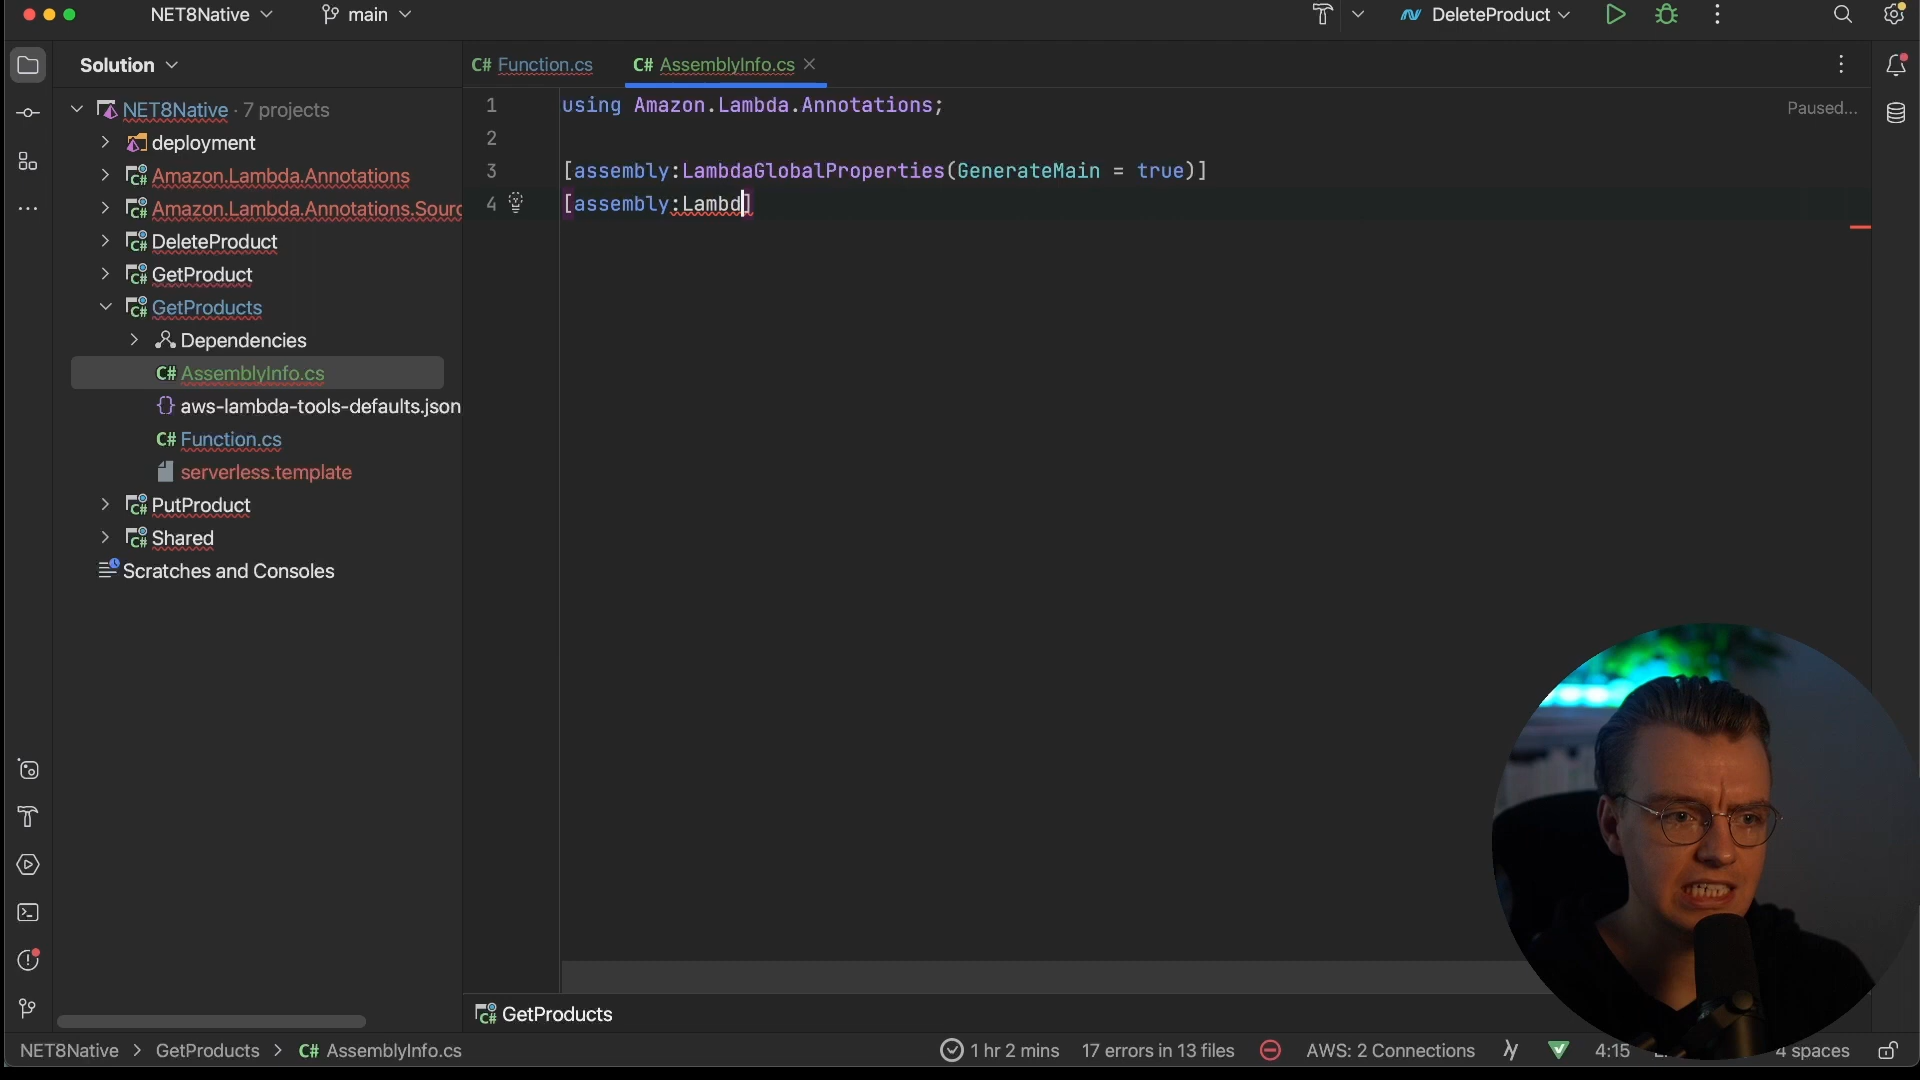 NET8Native
main
DeleteProduct
Solution
C# Function.cs
C# AssemblyInfo.cs
NET8Native · 7 projects
deployment
Amazon.Lambda.Annotations
Amazon.Lambda.Annotations.Sourc
DeleteProduct
GetProduct
GetProducts
Dependencies
C# AssemblyInfo.cs
{} aws-lambda-tools-defaults.json
C# Function.cs
serverless.template
PutProduct
Shared
Scratches and Consoles
1 using Amazon.Lambda.Annotations;
Paused...
2
3 [assembly:LambdaGlobalProperties(GenerateMain = true)]
4 [assembly:Lambd]
GetProducts
NET8Native > GetProducts > C# AssemblyInfo.cs
1 hr 2 mins
17 errors in 13 files
AWS: 2 Connections
4:15
4 spaces